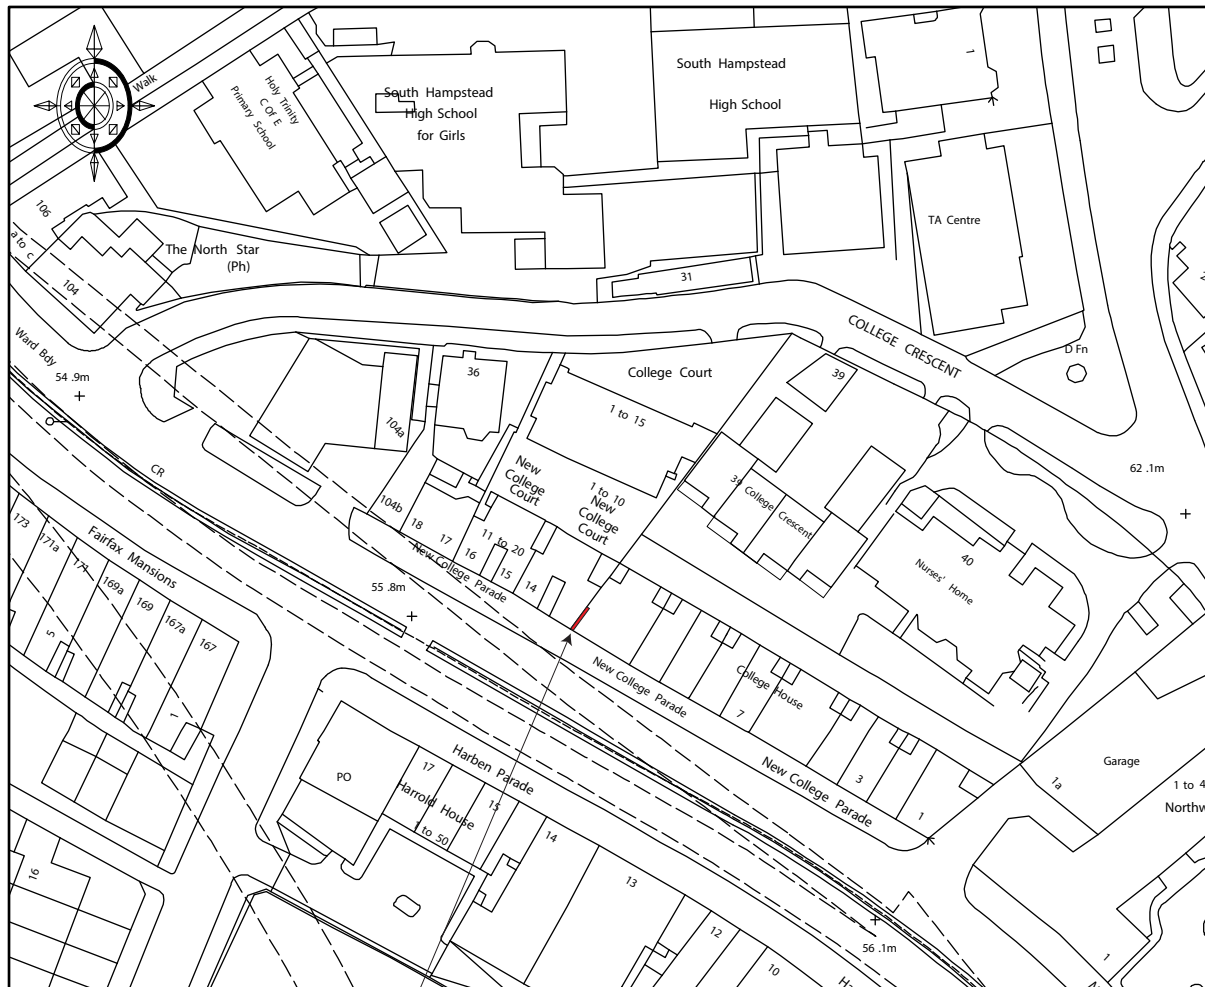 Walk
Holy Trinity
C Of E
Primary School
South Hampstead
High School
for Girls
South Hampstead
High School
1
TA Centre
106
a to c
104
The North Star
(Ph)
31
COLLEGE CRESCENT
D Fn
Ward Bdy
54 .9m
36
College Court
1 to 15
39
104a
62 .1m
CR
New
College
Court
1 to 10
New
College
Court
39 College Crescent
104b
18
17
16
11 to 20
15
14
New College Parade
40
Nurses' Home
173
171a
171
169a
169
167a
167
Fairfax Mansions
5
1
55 .8m
New College Parade
College House
7
New College Parade
3
1
1a
Garage
1 to 4
Northw
Harben Parade
PO
17
Harrold House
1 to 50
15
14
13
12
10
16
56 .1m
1